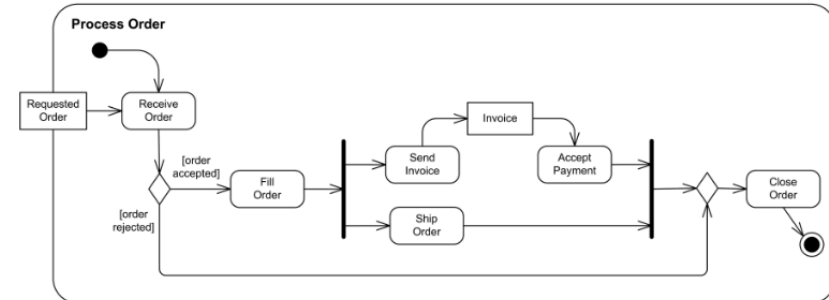 Process Order
Requested
Order
Receive
Order
[order
accepted]
[order
rejected]
Fill
Order
Send
Invoice
Invoice
Accept
Payment
Ship
Order
Close
Order